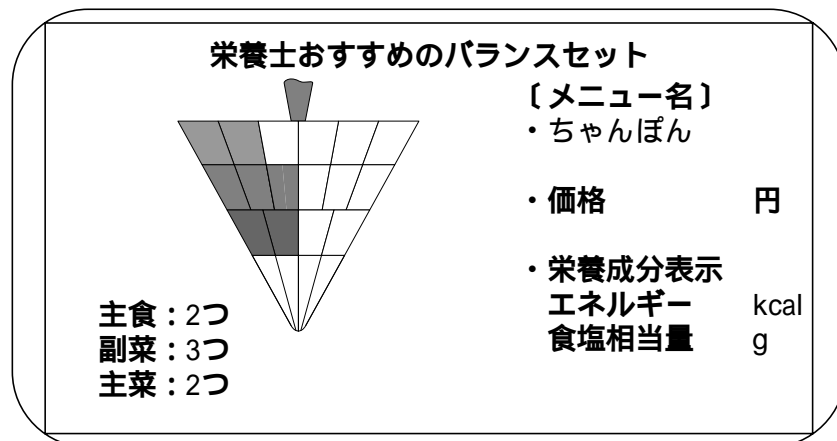 栄養士おすすめのバランスセット
〔メニュー名〕
・ちゃんぽん
・価格 円
・栄養成分表示
エネルギー kcal
食塩相当量 g
主食：2つ
副菜：3つ
主菜：2つ